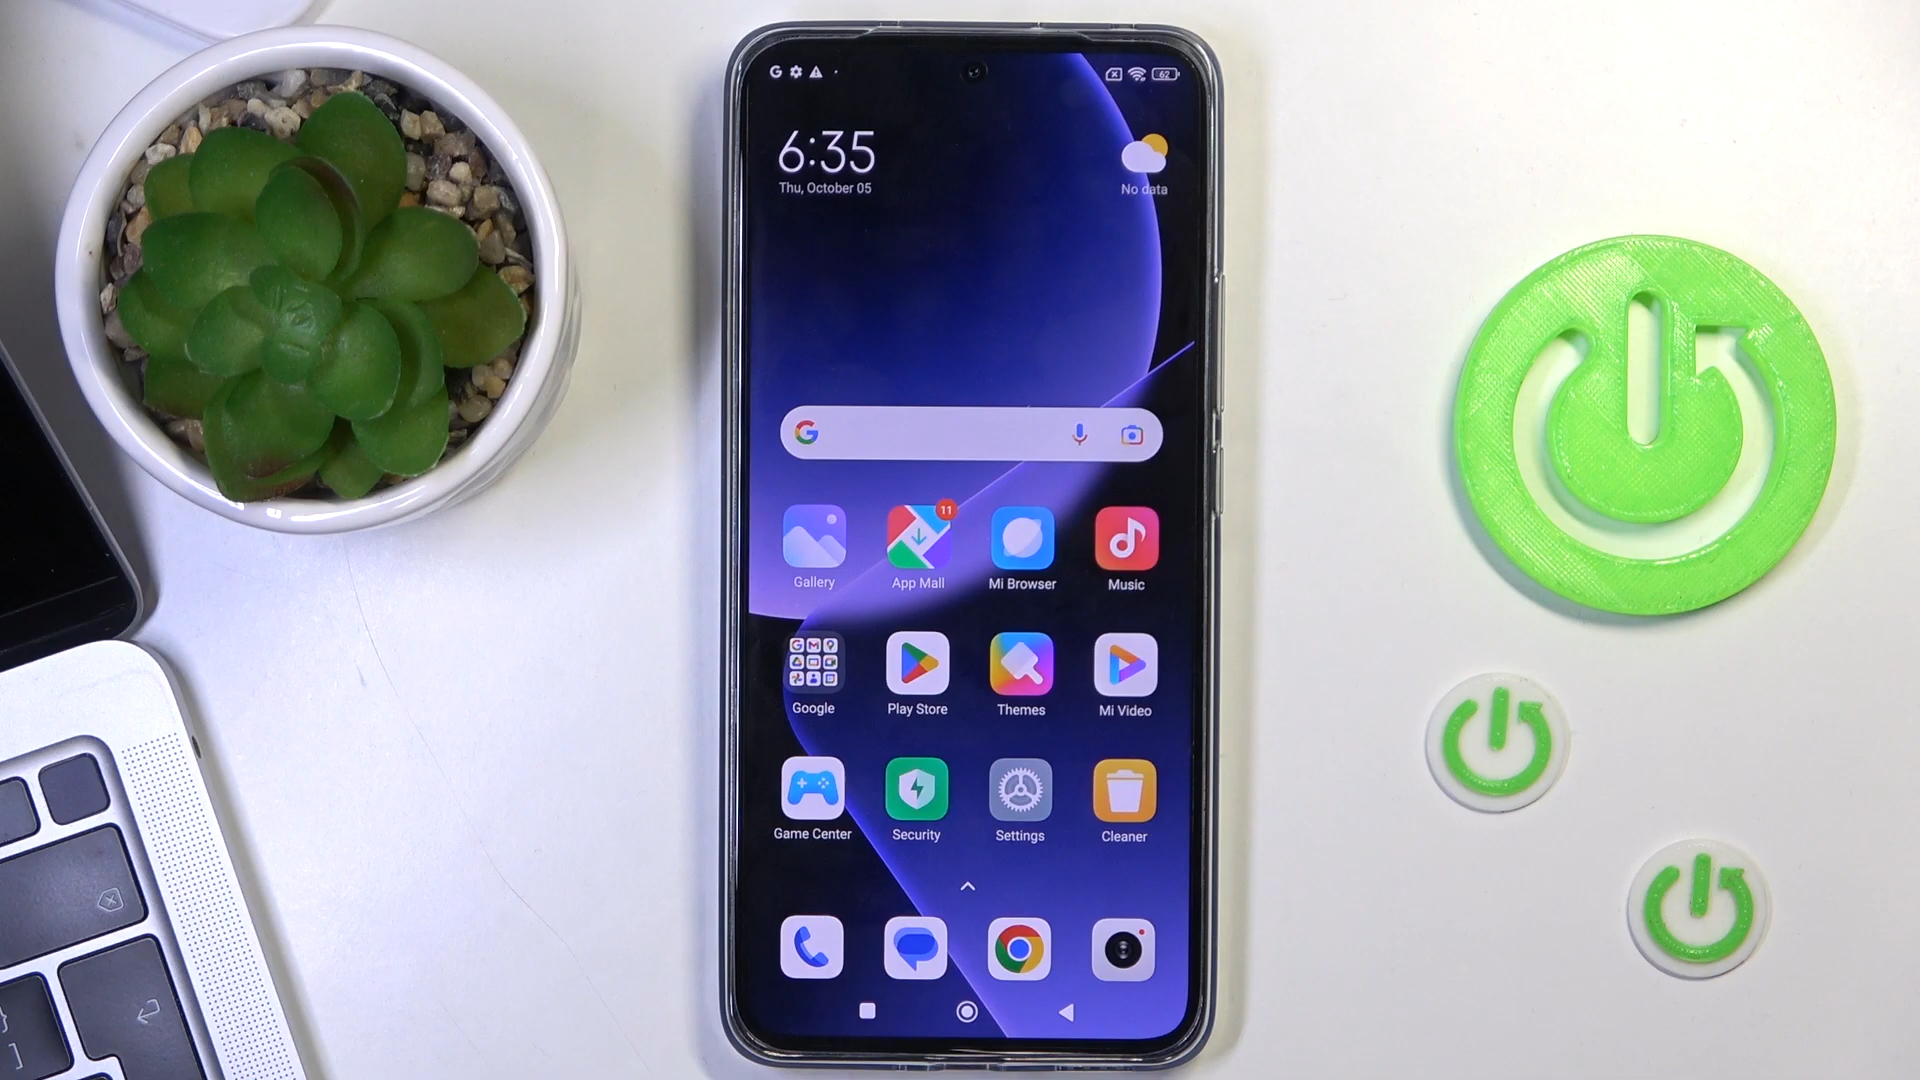 G
62
6:35
Thu, October 05
No data
G
11
Gallery
App Mall
Mi Browser
Music
Google
Play Store
Themes
Mi Video
Game Center
Security
Settings
Cleaner
}
]